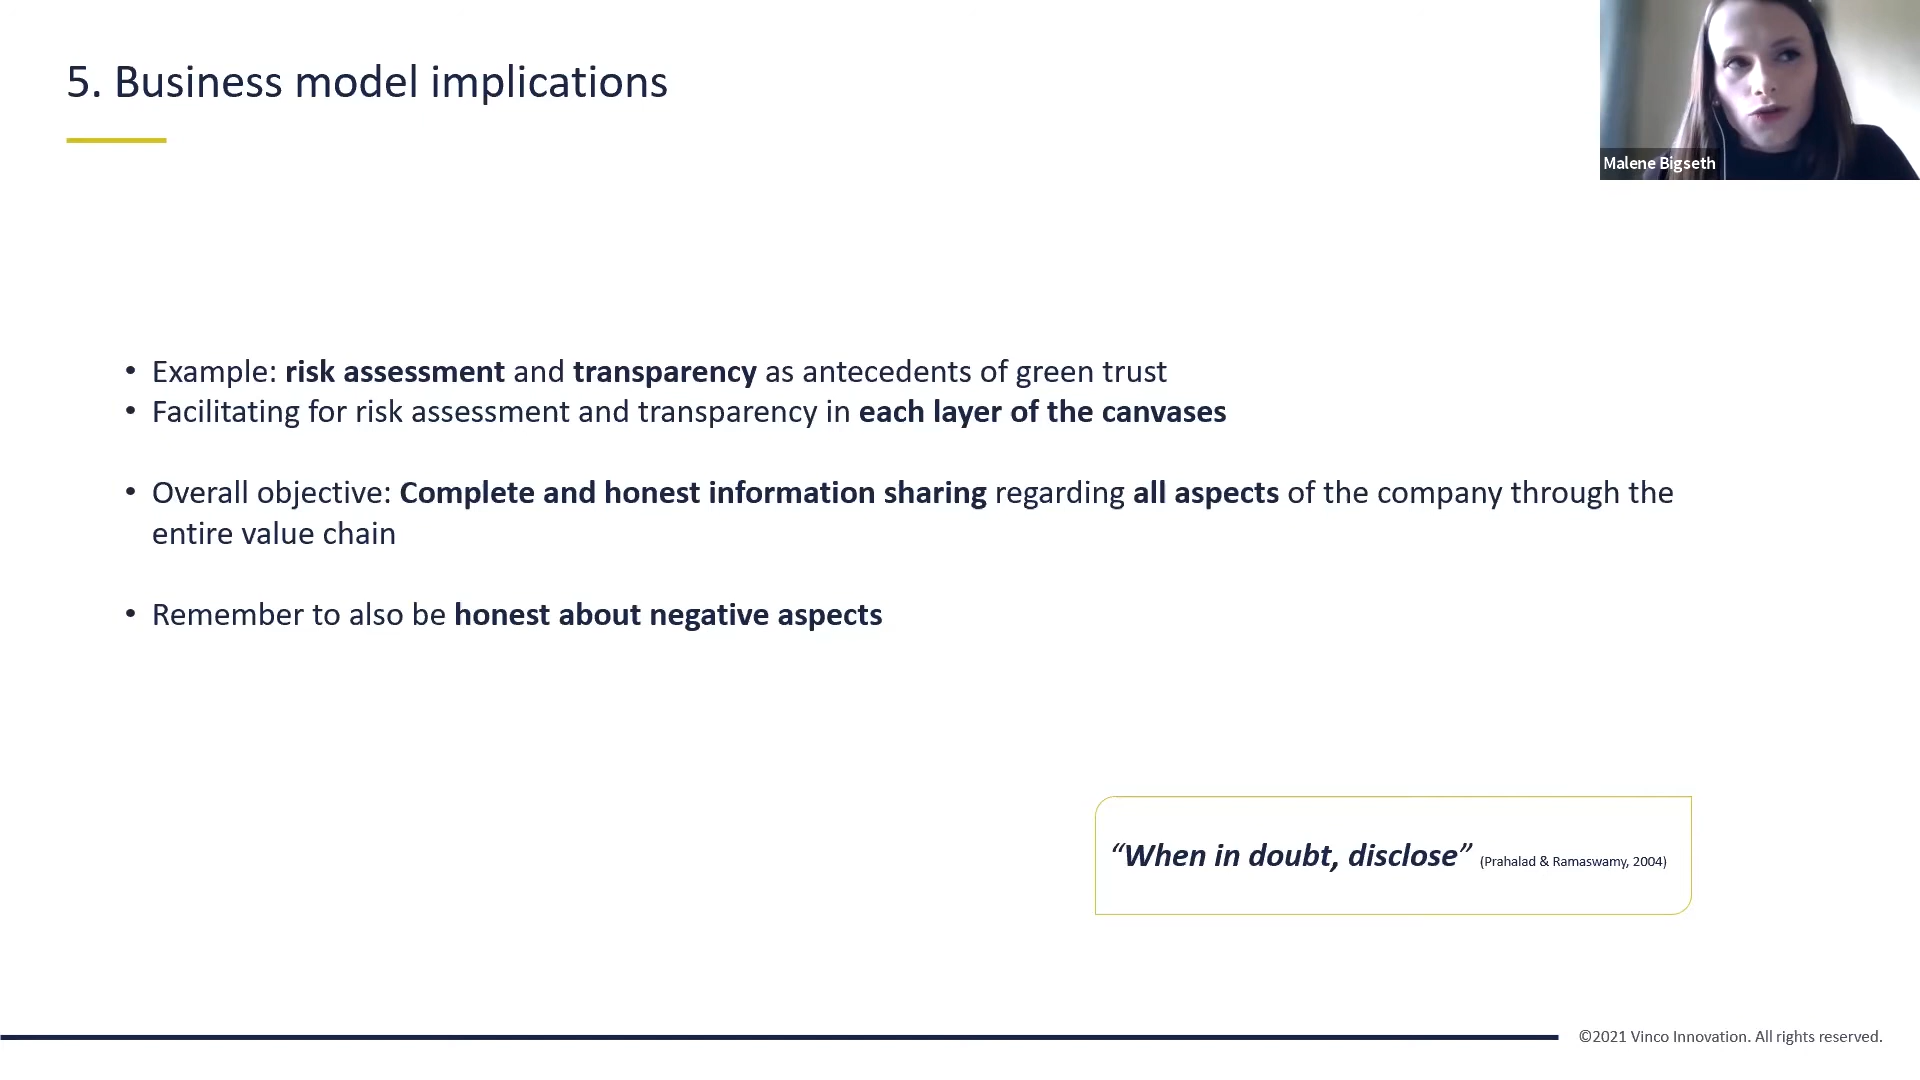 5. Business model implications
Malene Bigseth
• Example: risk assessment and transparency as antecedents of green trust
• Facilitating for risk assessment and transparency in each layer of the canvases
• Overall objective: Complete and honest information sharing regarding all aspects of the company through the
entire value chain
• Remember to also be honest about negative aspects
“When in doubt, disclose” (Prahalad & Ramaswamy, 2004)
©2021 Vinco Innovation. All rights reserved.